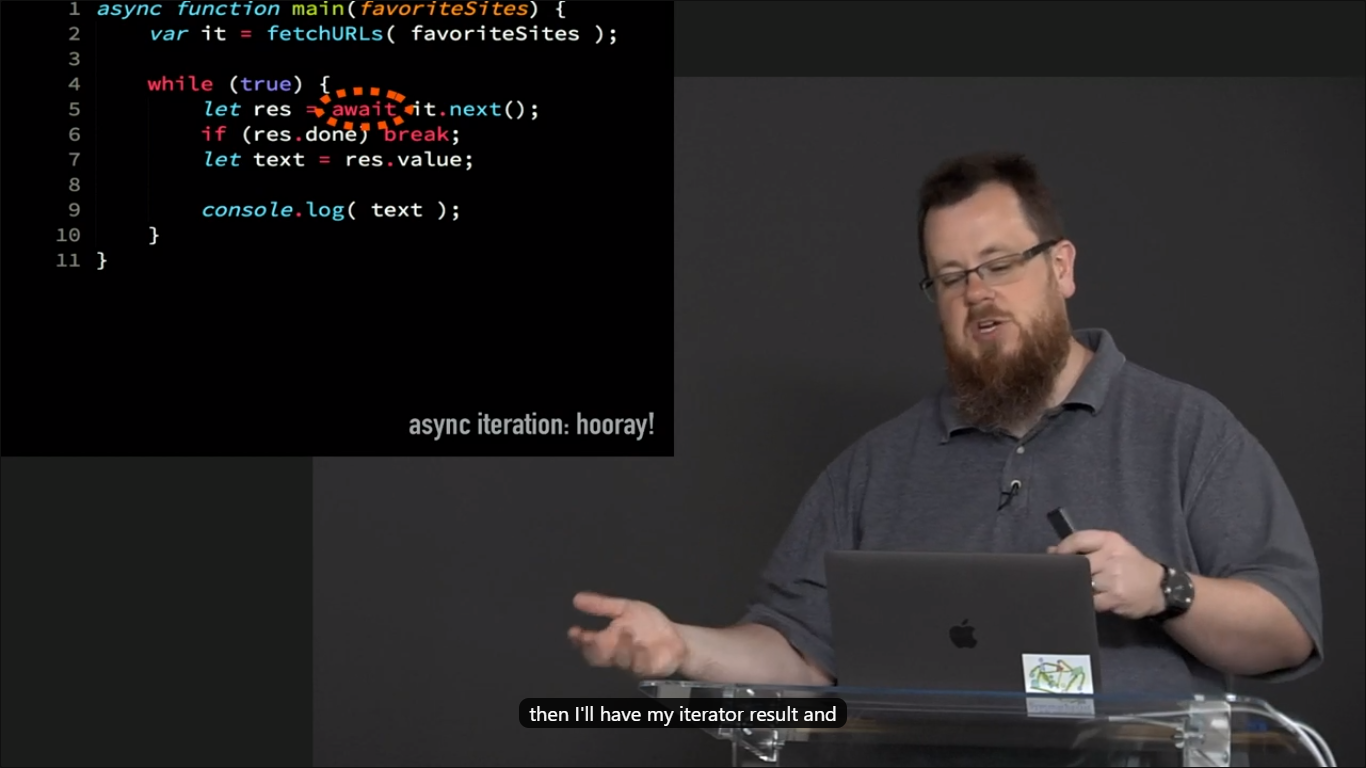 1 async function main(favoriteSites) {
2 var it = fetchURLs( favoriteSites );
3
4 while (true) {
5 let res = await it.next();
6 if (res.done) break;
7 let text = res.value;
8
9 console.log( text );
10 }
11 }
async iteration: hooray!
then I'll have my iterator result and